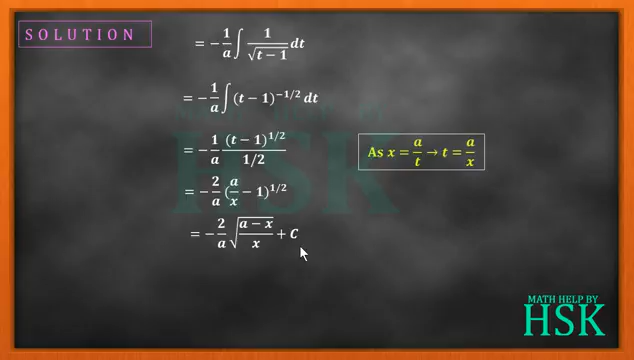 SOLUTION
= -1/a ∫ 1/√(t − 1) dt
= -1/a ∫ (t − 1)^(−1/2) dt
= -1/a (t − 1)^(1/2) / 1/2
As x = a/t → t = a/x
= -2/a (a/x − 1)^(1/2)
= -2/a √((a − x)/x) + C
HSK
MATH HELP BY
HSK